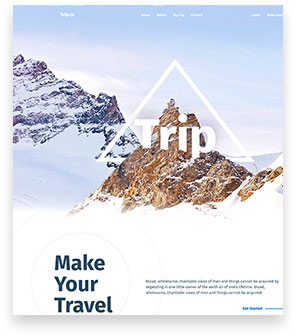 Trip.co Home About My trip Contact Login
Trip
Make
Your
Travel
Broad, wholesome, charitable views of men and things cannot be acquired by
vegetating in one little corner of the earth all of one's lifetime. Broad,
wholesome, charitable views of men and things cannot be acquired.
Get Started